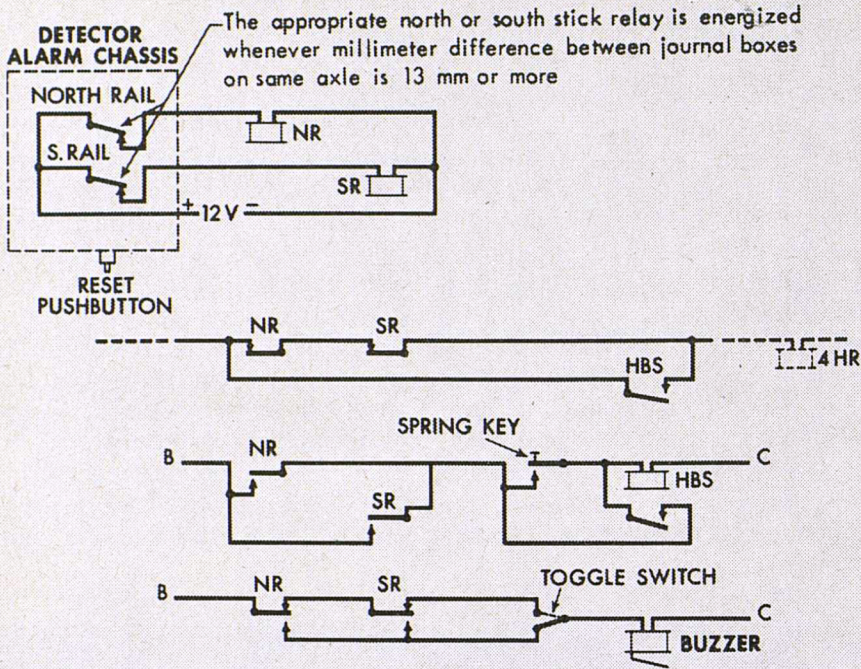 The appropriate north or south stick relay is energized
whenever millimeter difference between journal boxes
on same axle is 13 mm or more
DETECTOR
ALARM CHASSIS
NORTH RAIL
NR
S. RAIL
SR
+ 12 V −
RESET
PUSHBUTTON
NR SR
HBS
4 HR
SPRING KEY
B NR C
HBS
SR
TOGGLE SWITCH
B NR SR C
BUZZER